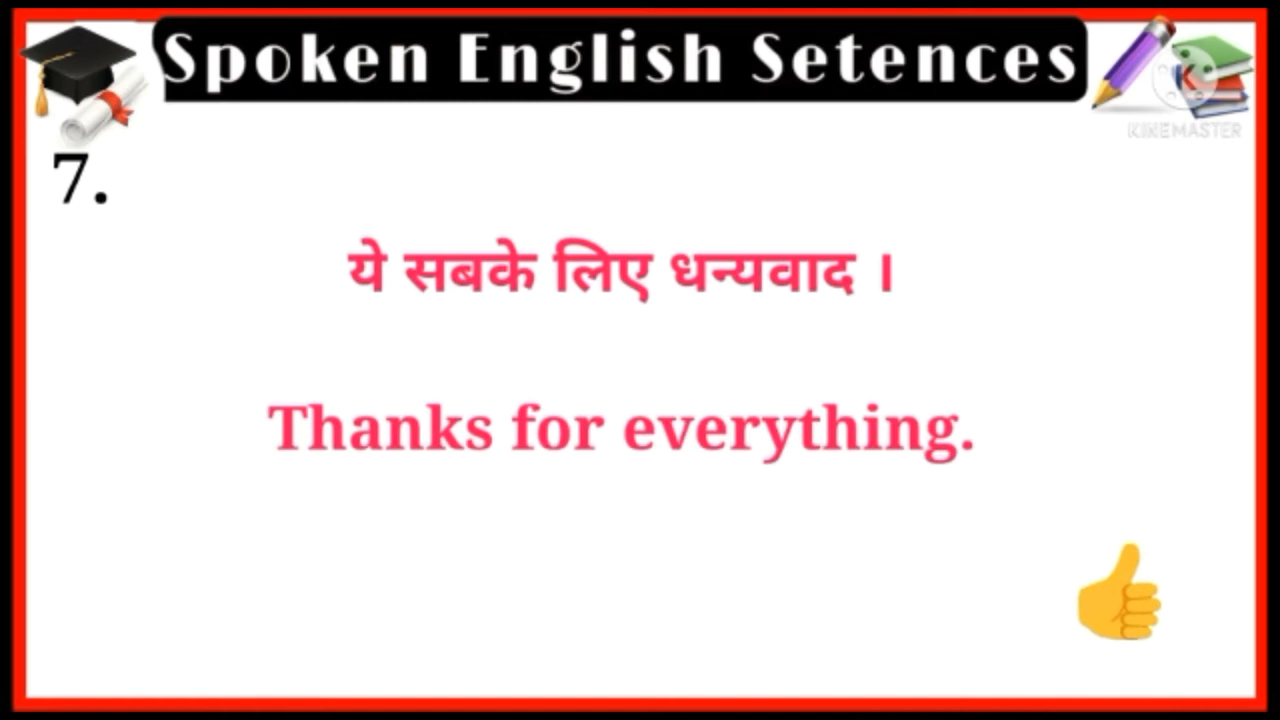 Spoken English Setences
KINEMASTER
7.
ये सबके लिए धन्यवाद ।
Thanks for everything.